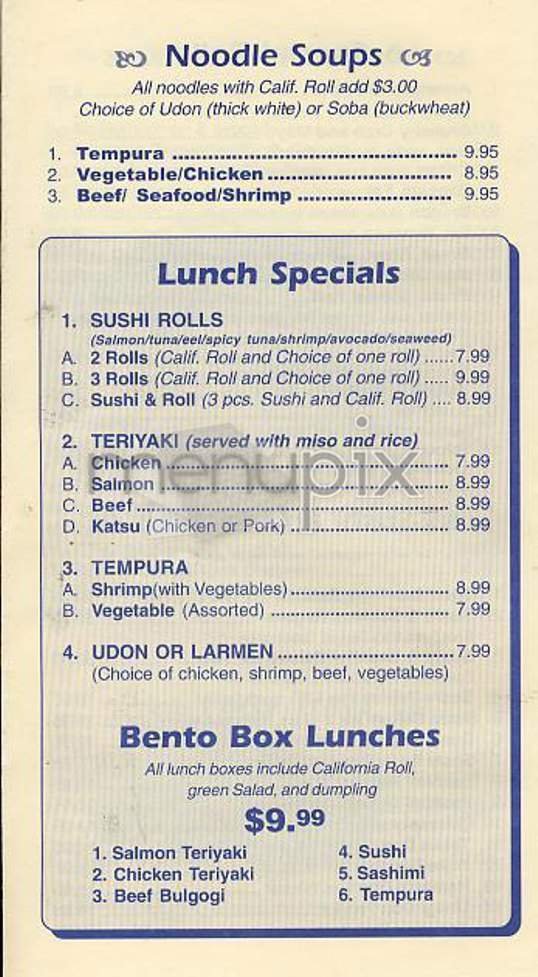 Noodle Soups
All noodles with Calif. Roll add $3.00
Choice of Udon (thick white) or Soba (buckwheat)
1. Tempura ................................................ 9.95
2. Vegetable/Chicken ............................... 8.95
3. Beef/ Seafood/Shrimp .......................... 9.95
Lunch Specials
1. SUSHI ROLLS
(Salmon/tuna/eel/spicy tuna/shrimp/avocado/seaweed)
A. 2 Rolls (Calif. Roll and Choice of one roll) ......7.99
B. 3 Rolls (Calif. Roll and Choice of one roll) ..... 9.99
C. Sushi & Roll (3 pcs. Sushi and Calif. Roll) .... 8.99
2. TERIYAKI (served with miso and rice)
A. Chicken ................................................ 7.99
B. Salmon ................................................. 8.99
C. Beef ..................................................... 8.99
D. Katsu (Chicken or Pork) ........................... 8.99
menupix
3. TEMPURA
A. Shrimp(with Vegetables) ........................... 8.99
B. Vegetable (Assorted) .............................. 7.99
4. UDON OR LARMEN .................................7.99
(Choice of chicken, shrimp, beef, vegetables)
Bento Box Lunches
All lunch boxes include California Roll,
green Salad, and dumpling
$9.99
1. Salmon Teriyaki 4. Sushi
2. Chicken Teriyaki 5. Sashimi
3. Beef Bulgogi 6. Tempura